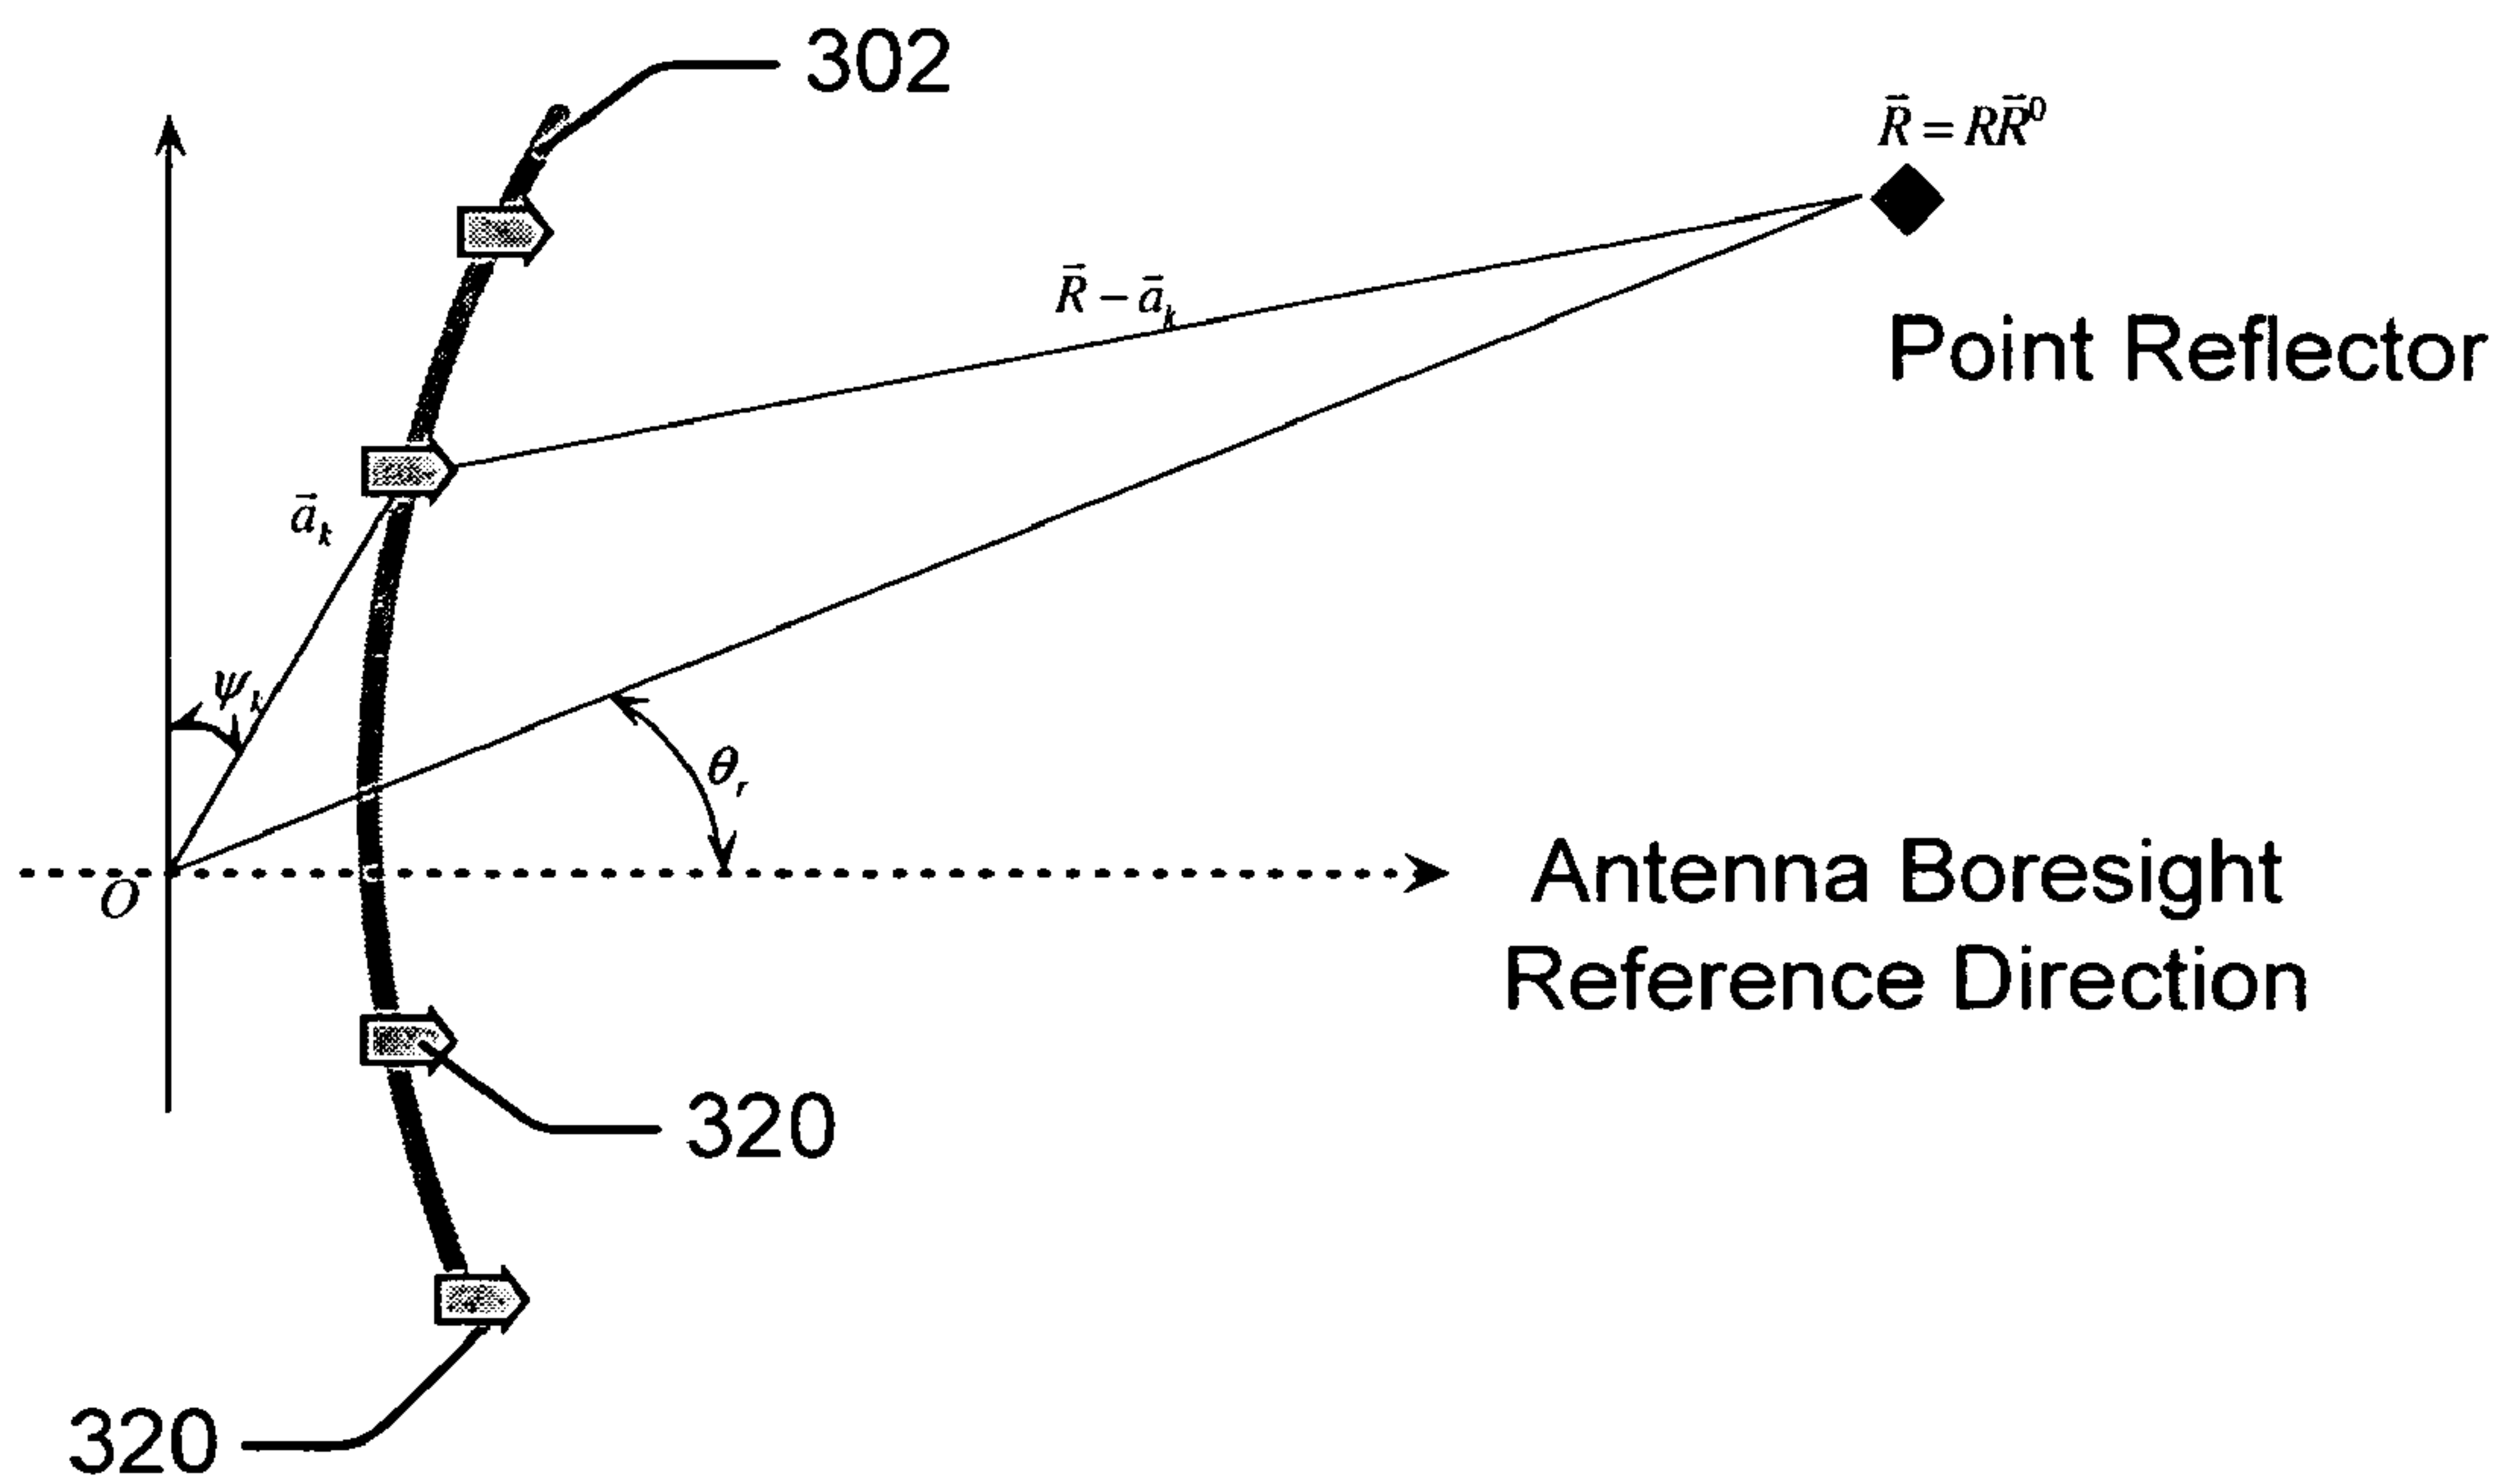 302
R⃗ = RR⃗⁰
R⃗ − a⃗ₖ
Point Reflector
a⃗ₖ
ψₖ
θᵣ
O
Antenna Boresight
Reference Direction
320
320